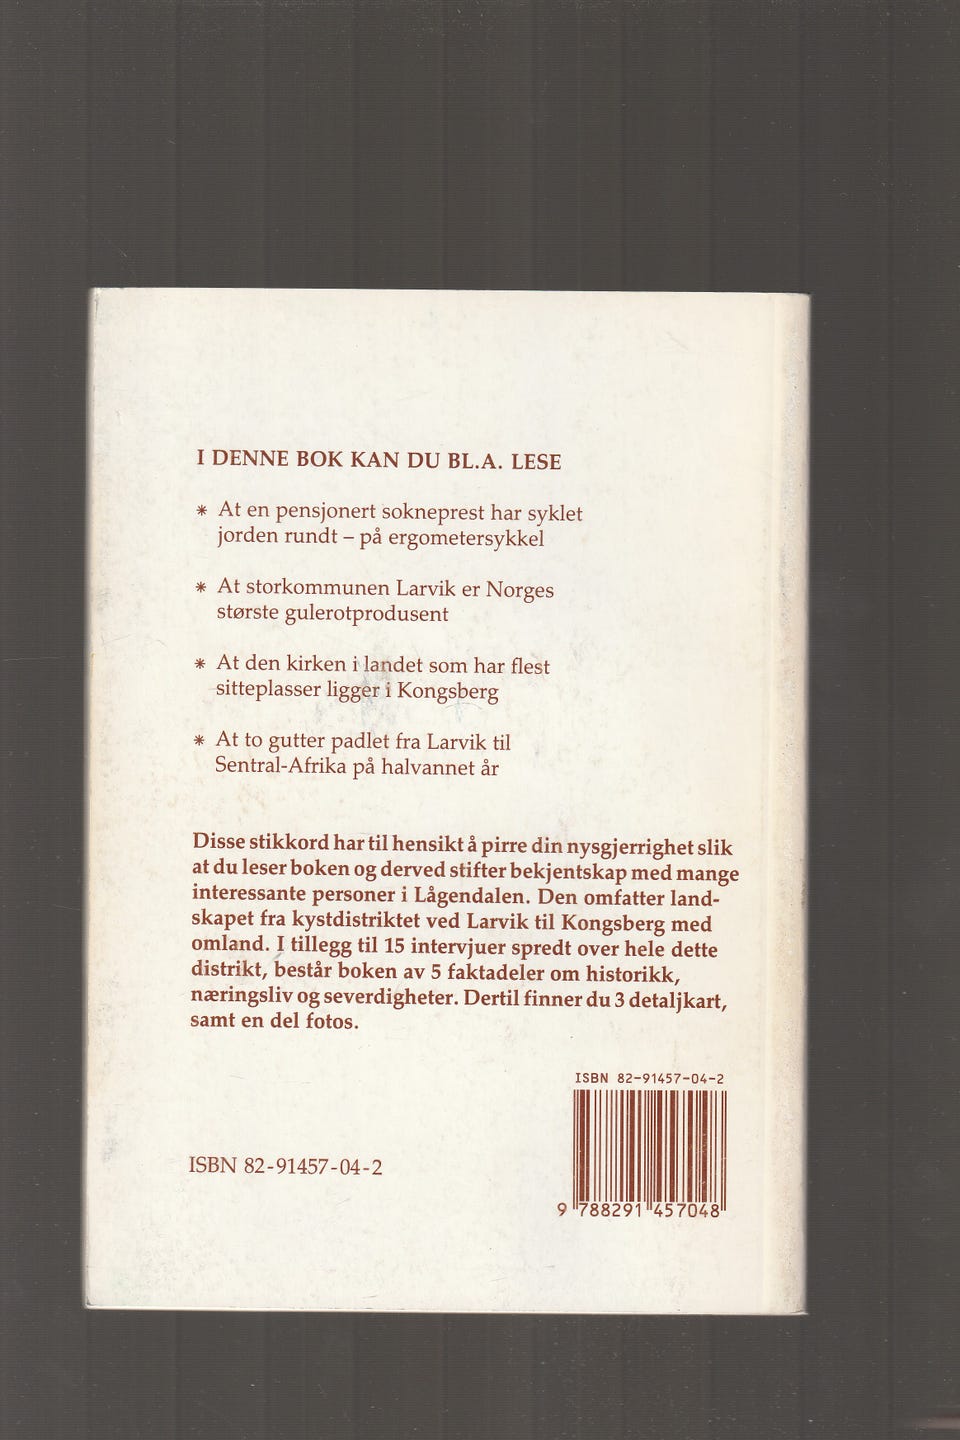 I DENNE BOK KAN DU BL.A. LESE
* At en pensjonert sokneprest har syklet
jorden rundt – på ergometersykkel
* At storkommunen Larvik er Norges
største gulerotprodusent
* At den kirken i landet som har flest
sitteplasser ligger i Kongsberg
* At to gutter padlet fra Larvik til
Sentral-Afrika på halvannet år
Disse stikkord har til hensikt å pirre din nysgjerrighet slik
at du leser boken og derved stifter bekjentskap med mange
interessante personer i Lågendalen. Den omfatter land-
skapet fra kystdistriktet ved Larvik til Kongsberg med
omland. I tillegg til 15 intervjuer spredt over hele dette
distrikt, består boken av 5 faktadeler om historikk,
næringsliv og severdigheter. Dertil finner du 3 detaljkart,
samt en del fotos.
ISBN 82-91457-04-2
ISBN 82-91457-04-2
9 788291 457048